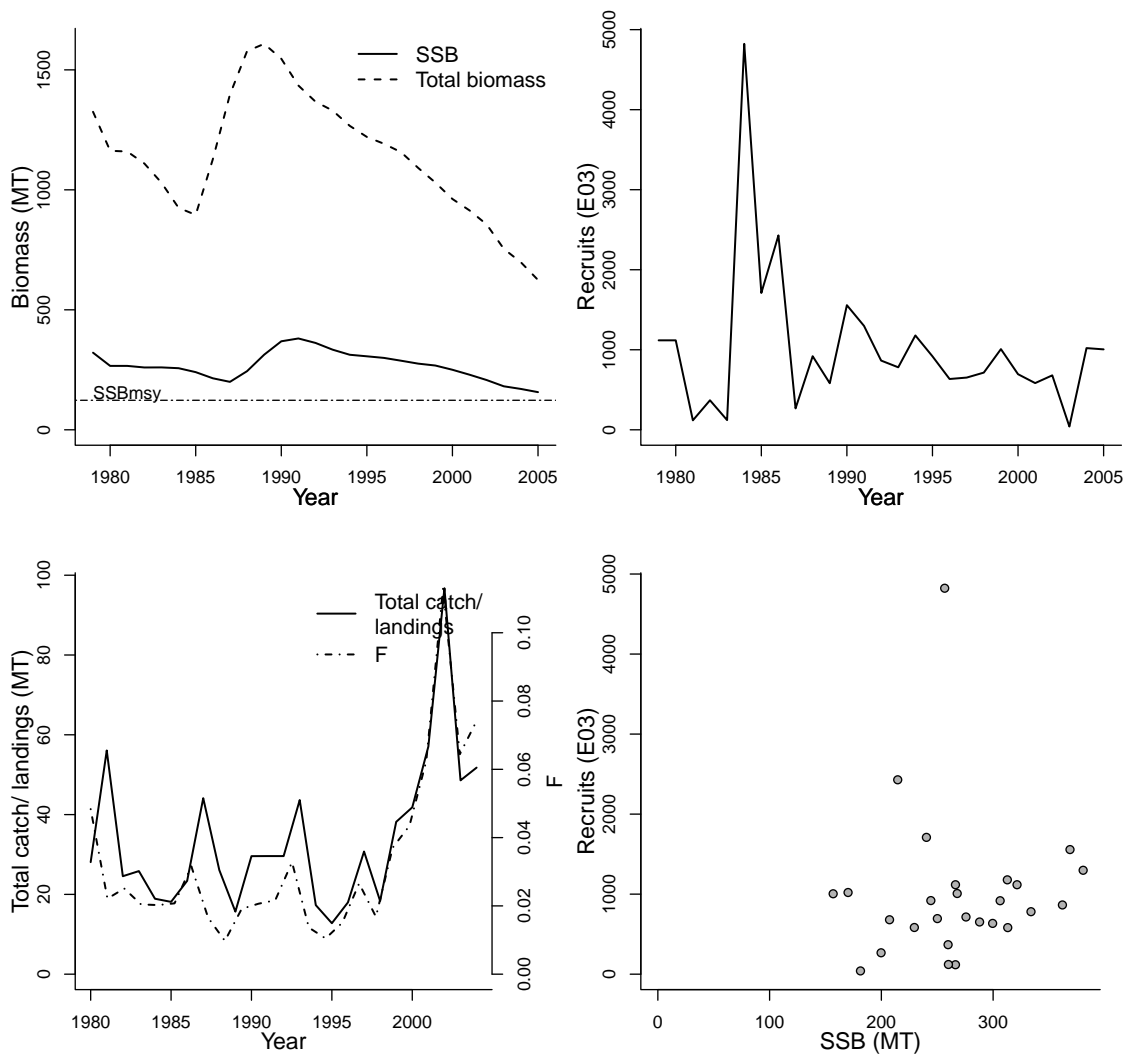 SSB
Total biomass
1500
1000
500
0
Biomass (MT)
SSBmsy
1980 1985 1990 1995 2000 2005
Year
5000
4000
3000
2000
1000
0
Recruits (E03)
1980 1985 1990 1995 2000 2005
Year
100
80
60
40
20
0
Total catch/ landings (MT)
Total catch/
landings
F
0.10
0.08
0.06
0.04
0.02
0.00
F
1980 1985 1990 1995 2000
Year
5000
4000
3000
2000
1000
0
Recruits (E03)
0 100 200 300
SSB (MT)